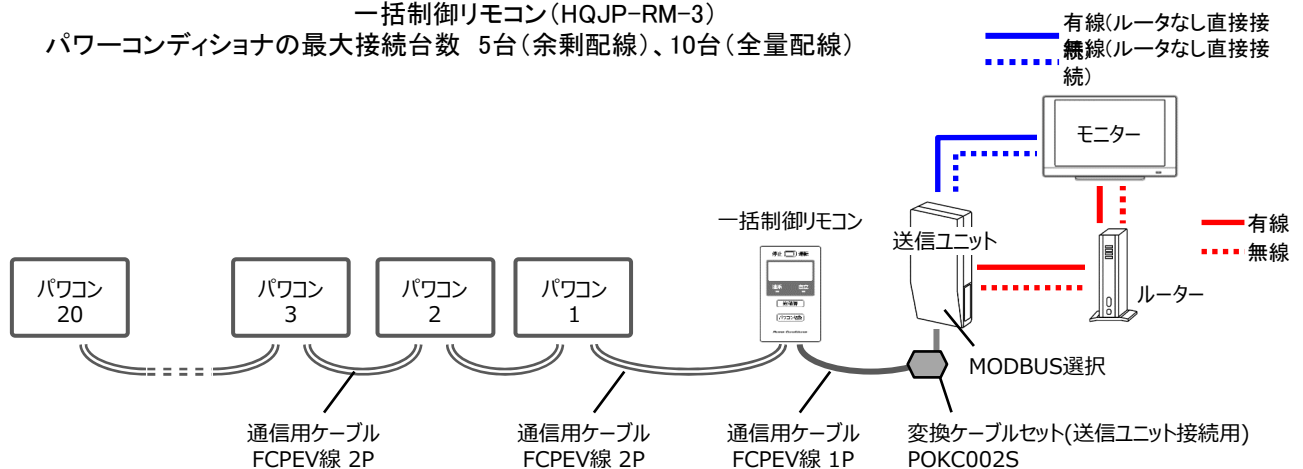 一括制御リモコン(HQJP-RM-3)
パワーコンディショナの最大接続台数 5台(余剰配線)、10台(全量配線)
有線(ルータなし直接接
続)
無線(ルータなし直接接
続)
モニター
一括制御リモコン
送信ユニット
有線
無線
ルーター
パワコン
20
パワコン
3
パワコン
2
パワコン
1
MODBUS選択
通信用ケーブル
FCPEV線 2P
通信用ケーブル
FCPEV線 2P
通信用ケーブル
FCPEV線 1P
変換ケーブルセット(送信ユニット接続用)
POKC002S